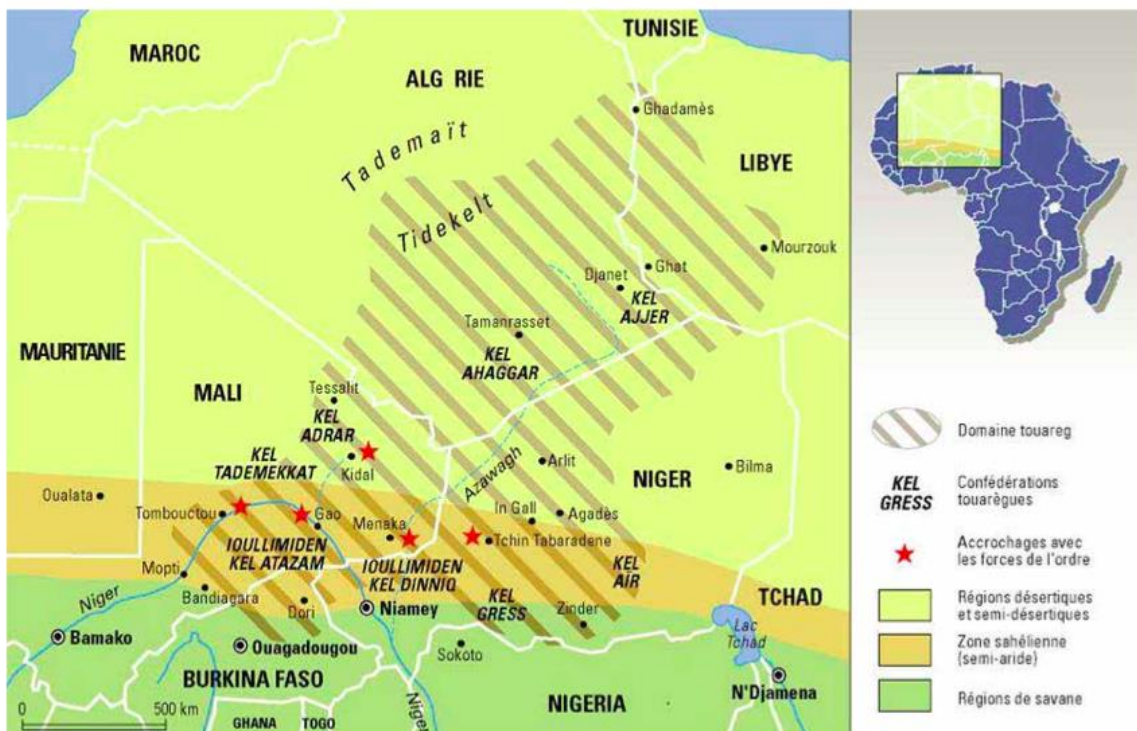 MAROC
TUNISIE
ALG RIE
Ghadamès
Tademaït
LIBYE
Tidekelt
Mourzouk
Ghat
Djanet
KEL
AJJER
Tamanrasset
KEL
AHAGGAR
MAURITANIE
MALI
Tessalit
KEL
ADRAR
KEL
TADEMEKKAT
Kidal
Arlit
NIGER
Bilma
Azawagh
Oualata
Tombouctou
Gao
Menaka
In Gall
Agadès
Tchin Tabaradene
IOULLIMIDEN
KEL ATAZAM
IOULLIMIDEN
KEL DINNIQ
KEL
AÏR
Mopti
Niger
Bandiagara
Dori
Niamey
KEL
GRESS
Zinder
TCHAD
Lac
Tchad
Bamako
Ouagadougou
Sokoto
BURKINA FASO
Niger
NIGERIA
N'Djamena
0
500 km
GHANA
TOGO
Domaine touareg
KEL
GRESS
Confédérations
touarègues
Accrochages avec
les forces de l'ordre
Régions désertiques
et semi-désertiques
Zone sahélienne
(semi-aride)
Régions de savane